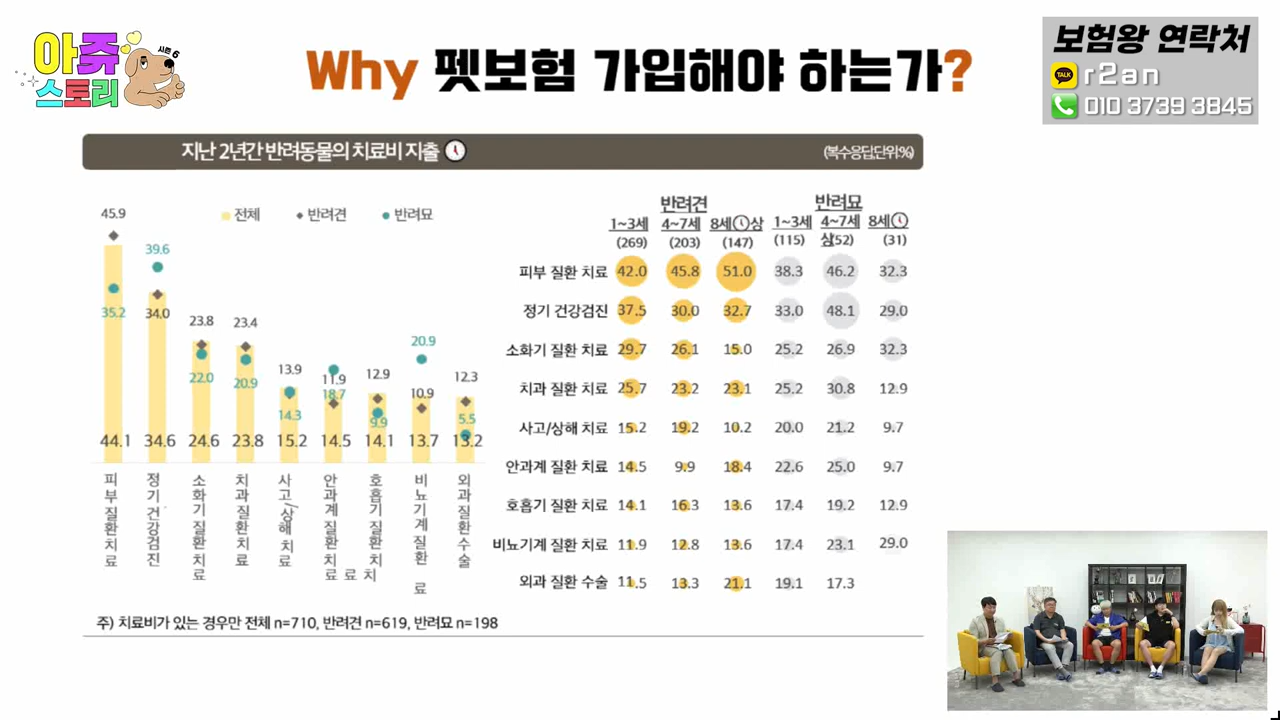 아쥬
스토리
시즌 6
Why 펫보험 가입해야 하는가?
보험왕 연락처
TALK
r2an
010 3739 3845
지난 2년간 반려동물의 치료비 지출
(복수응답,단위%)
전체 반려견 반려묘
45.9
35.2
44.1
39.6
34.0
34.6
23.8
22.0
24.6
23.4
20.9
23.8
13.9
14.3
15.2
11.9
18.7
14.5
12.9
9.9
14.1
20.9
10.9
13.7
12.3
5.5
13.2
피부질환치료
정기건강검진
소화기질환치료
치과질환치료
사고/상해치료
안과계질환치료
호흡기질환치료
비뇨기계질환 료
외과질환수술
반려견 반려묘
1~3세 4~7세 8세 상 1~3세 4~7세 8세
상
(269) (203) (147) (115) (52) (31)
피부 질환 치료 42.0 45.8 51.0 38.3 46.2 32.3
정기 건강검진 37.5 30.0 32.7 33.0 48.1 29.0
소화기 질환 치료 29.7 26.1 15.0 25.2 26.9 32.3
치과 질환 치료 25.7 23.2 23.1 25.2 30.8 12.9
사고/상해 치료 15.2 19.2 10.2 20.0 21.2 9.7
안과계 질환 치료 14.5 9.9 18.4 22.6 25.0 9.7
호흡기 질환 치료 14.1 16.3 13.6 17.4 19.2 12.9
비뇨기계 질환 치료 11.9 12.8 13.6 17.4 23.1 29.0
외과 질환 수술 11.5 13.3 21.1 19.1 17.3
주) 치료비가 있는 경우만 전체 n=710, 반려견 n=619, 반려묘 n=198